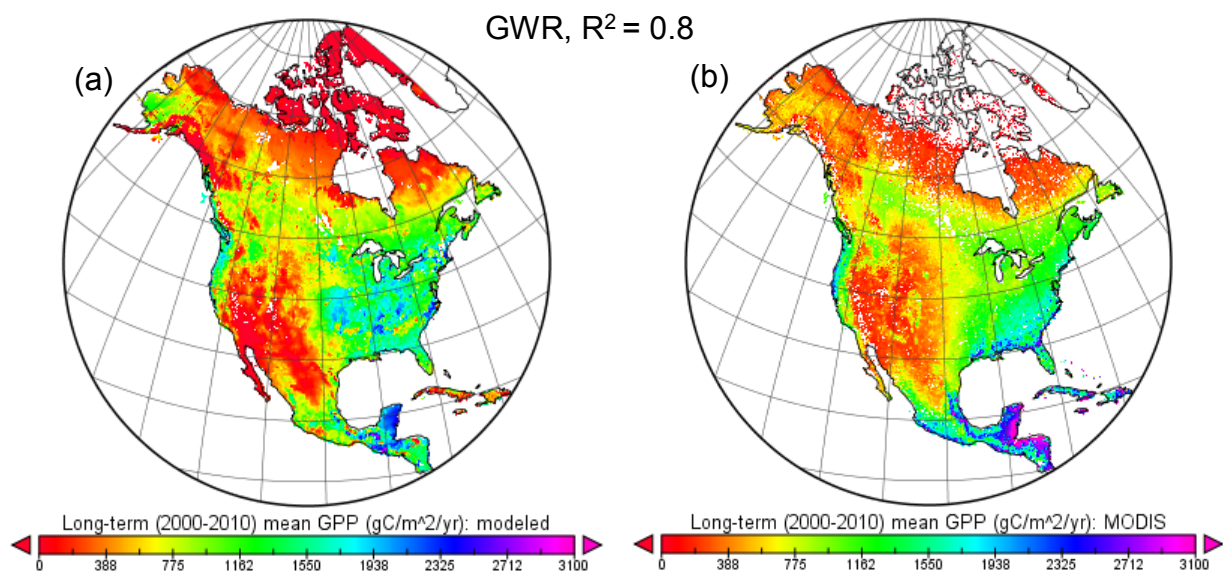 GWR, R² = 0.8
(a)
(b)
Long-term (2000-2010) mean GPP (gC/m^2/yr): modeled
0 388 775 1162 1550 1938 2325 2712 3100
Long-term (2000-2010) mean GPP (gC/m^2/yr): MODIS
0 388 775 1162 1550 1938 2325 2712 3100